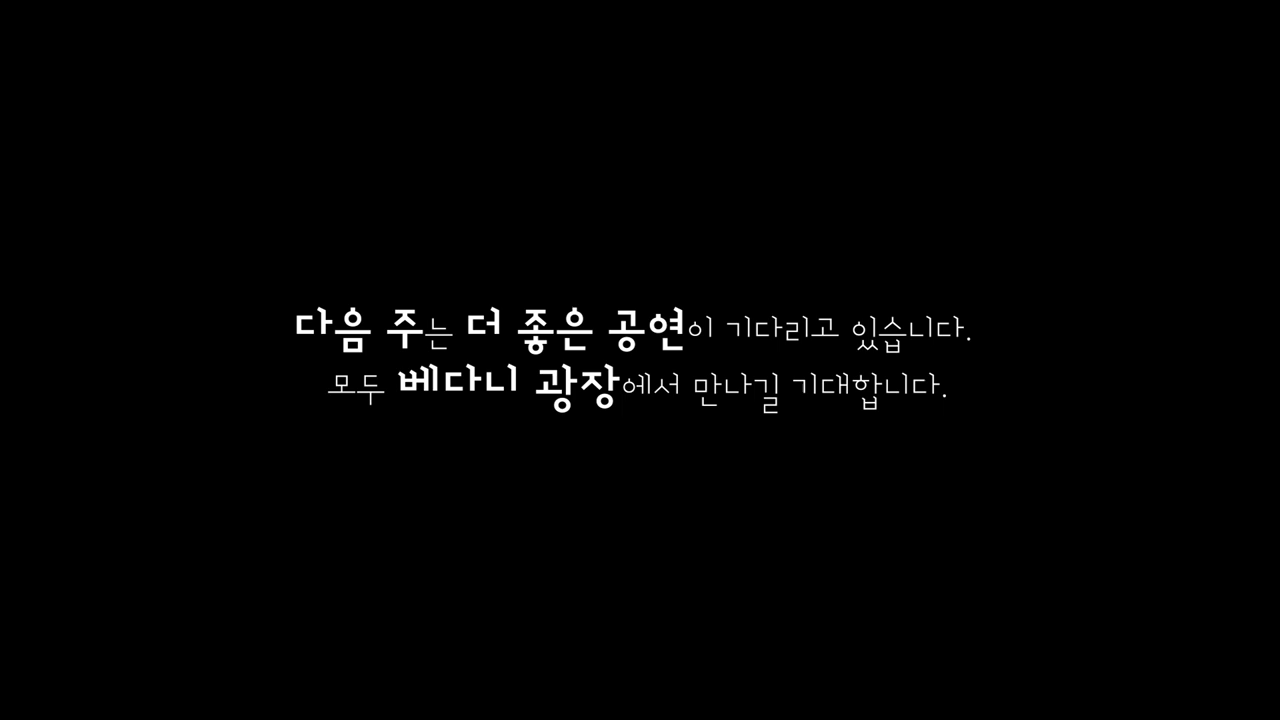 다음 주는 더 좋은 공연이 기다리고 있습니다.
모두 베다니 광장에서 만나길 기대합니다.